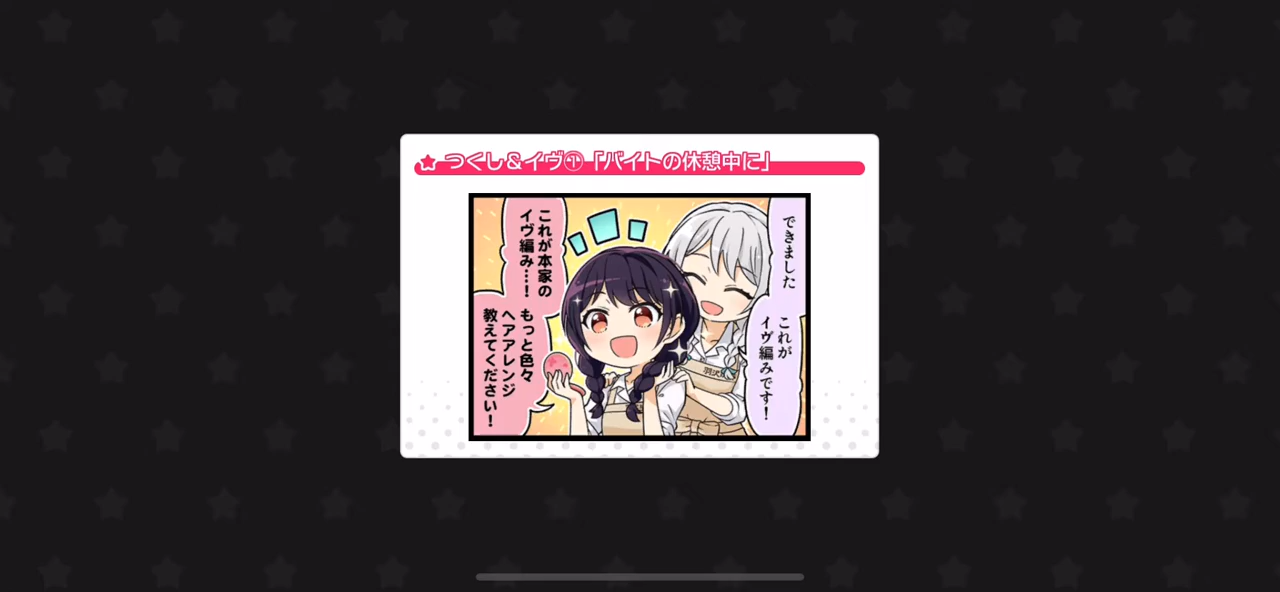 つくし&イヴ①「バイトの休憩中に」
できました
これが
イヴ編みです!
これが本家の
イヴ編み…!
もっと色々
ヘアアレンジ
教えてください!
羽沢